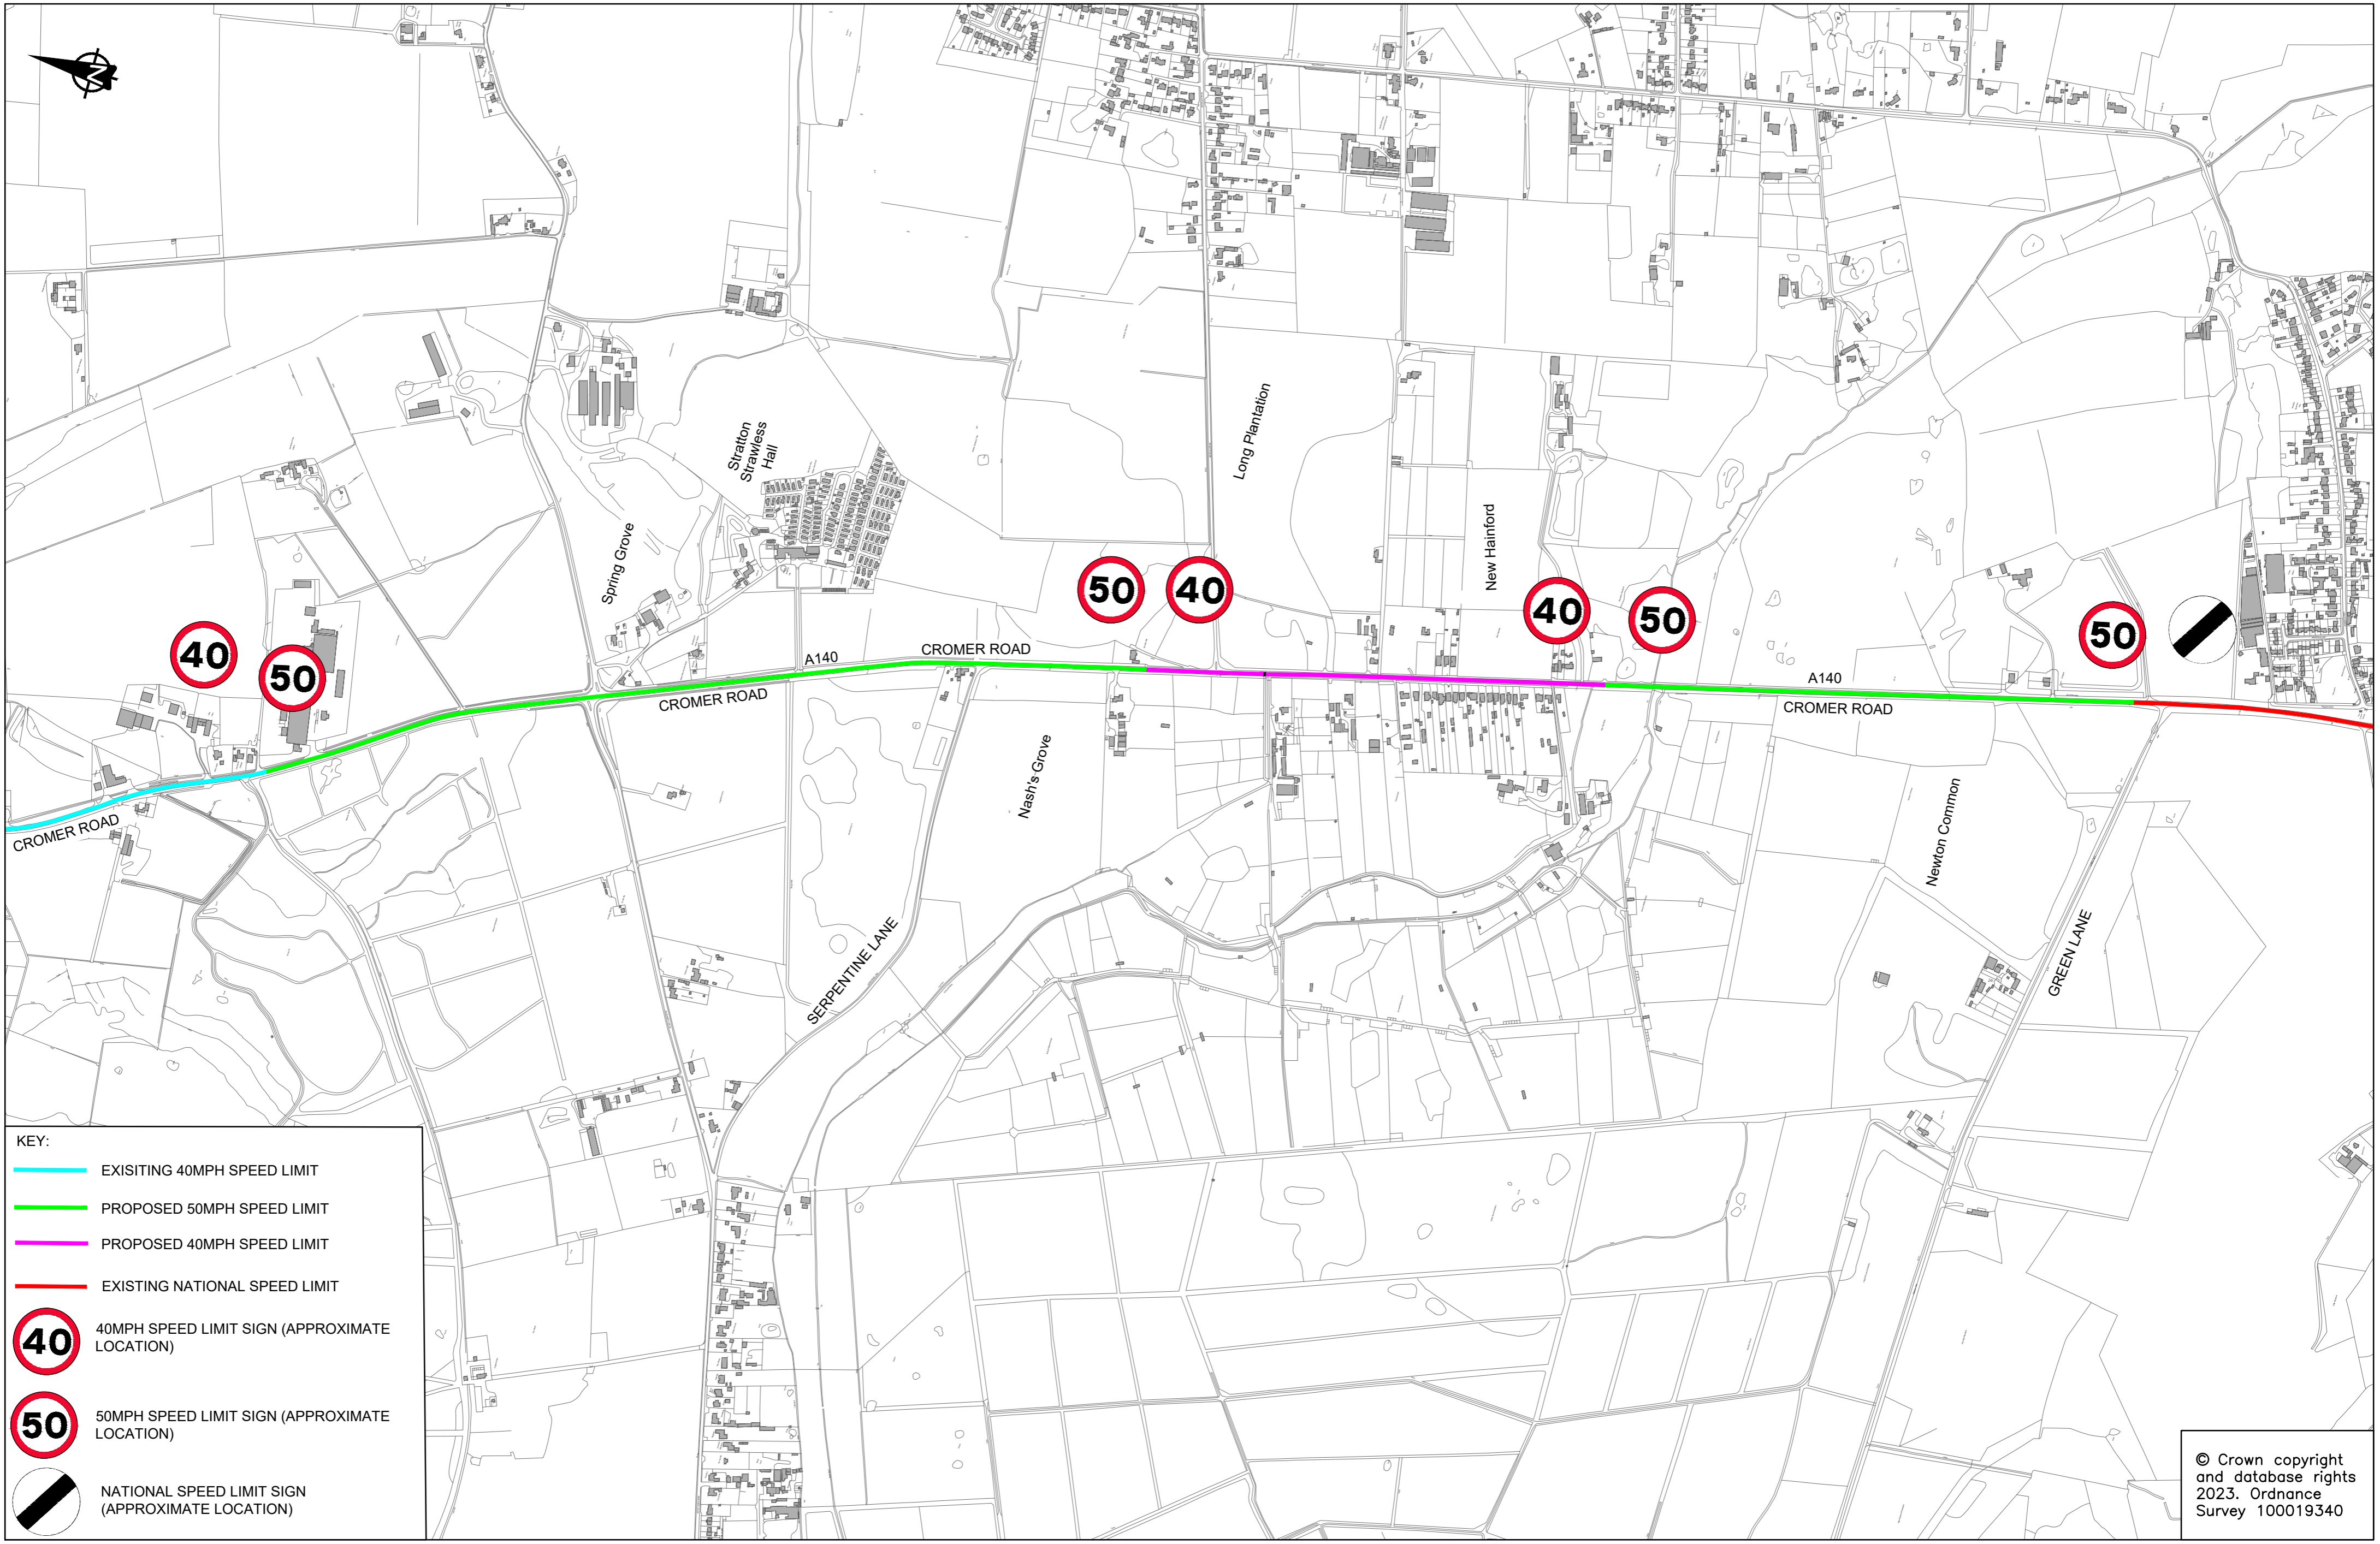 N
Stratton
Strawless
Hall
Long Plantation
Spring Grove
New Hainford
50
40
40
50
40
50
50
A140
CROMER ROAD
CROMER ROAD
A140
CROMER ROAD
CROMER ROAD
Nash's Grove
Newton Common
SERPENTINE LANE
GREEN LANE
KEY:
EXISITING 40MPH SPEED LIMIT
PROPOSED 50MPH SPEED LIMIT
PROPOSED 40MPH SPEED LIMIT
EXISTING NATIONAL SPEED LIMIT
40
40MPH SPEED LIMIT SIGN (APPROXIMATE
LOCATION)
50
50MPH SPEED LIMIT SIGN (APPROXIMATE
LOCATION)
NATIONAL SPEED LIMIT SIGN
(APPROXIMATE LOCATION)
© Crown copyright
and database rights
2023. Ordnance
Survey 100019340